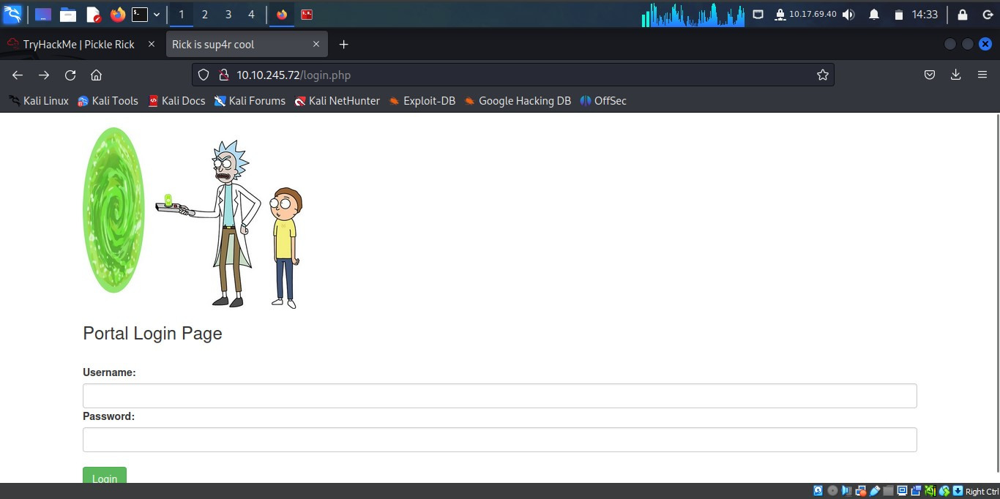 1 2 3 4 10.17.69.40 14:33
TryHackMe | Pickle Rick Rick is sup4r cool
10.10.245.72/login.php
Kali Linux Kali Tools Kali Docs Kali Forums Kali NetHunter Exploit-DB Google Hacking DB OffSec
Portal Login Page
Username:
Password:
Login
Right Ctrl